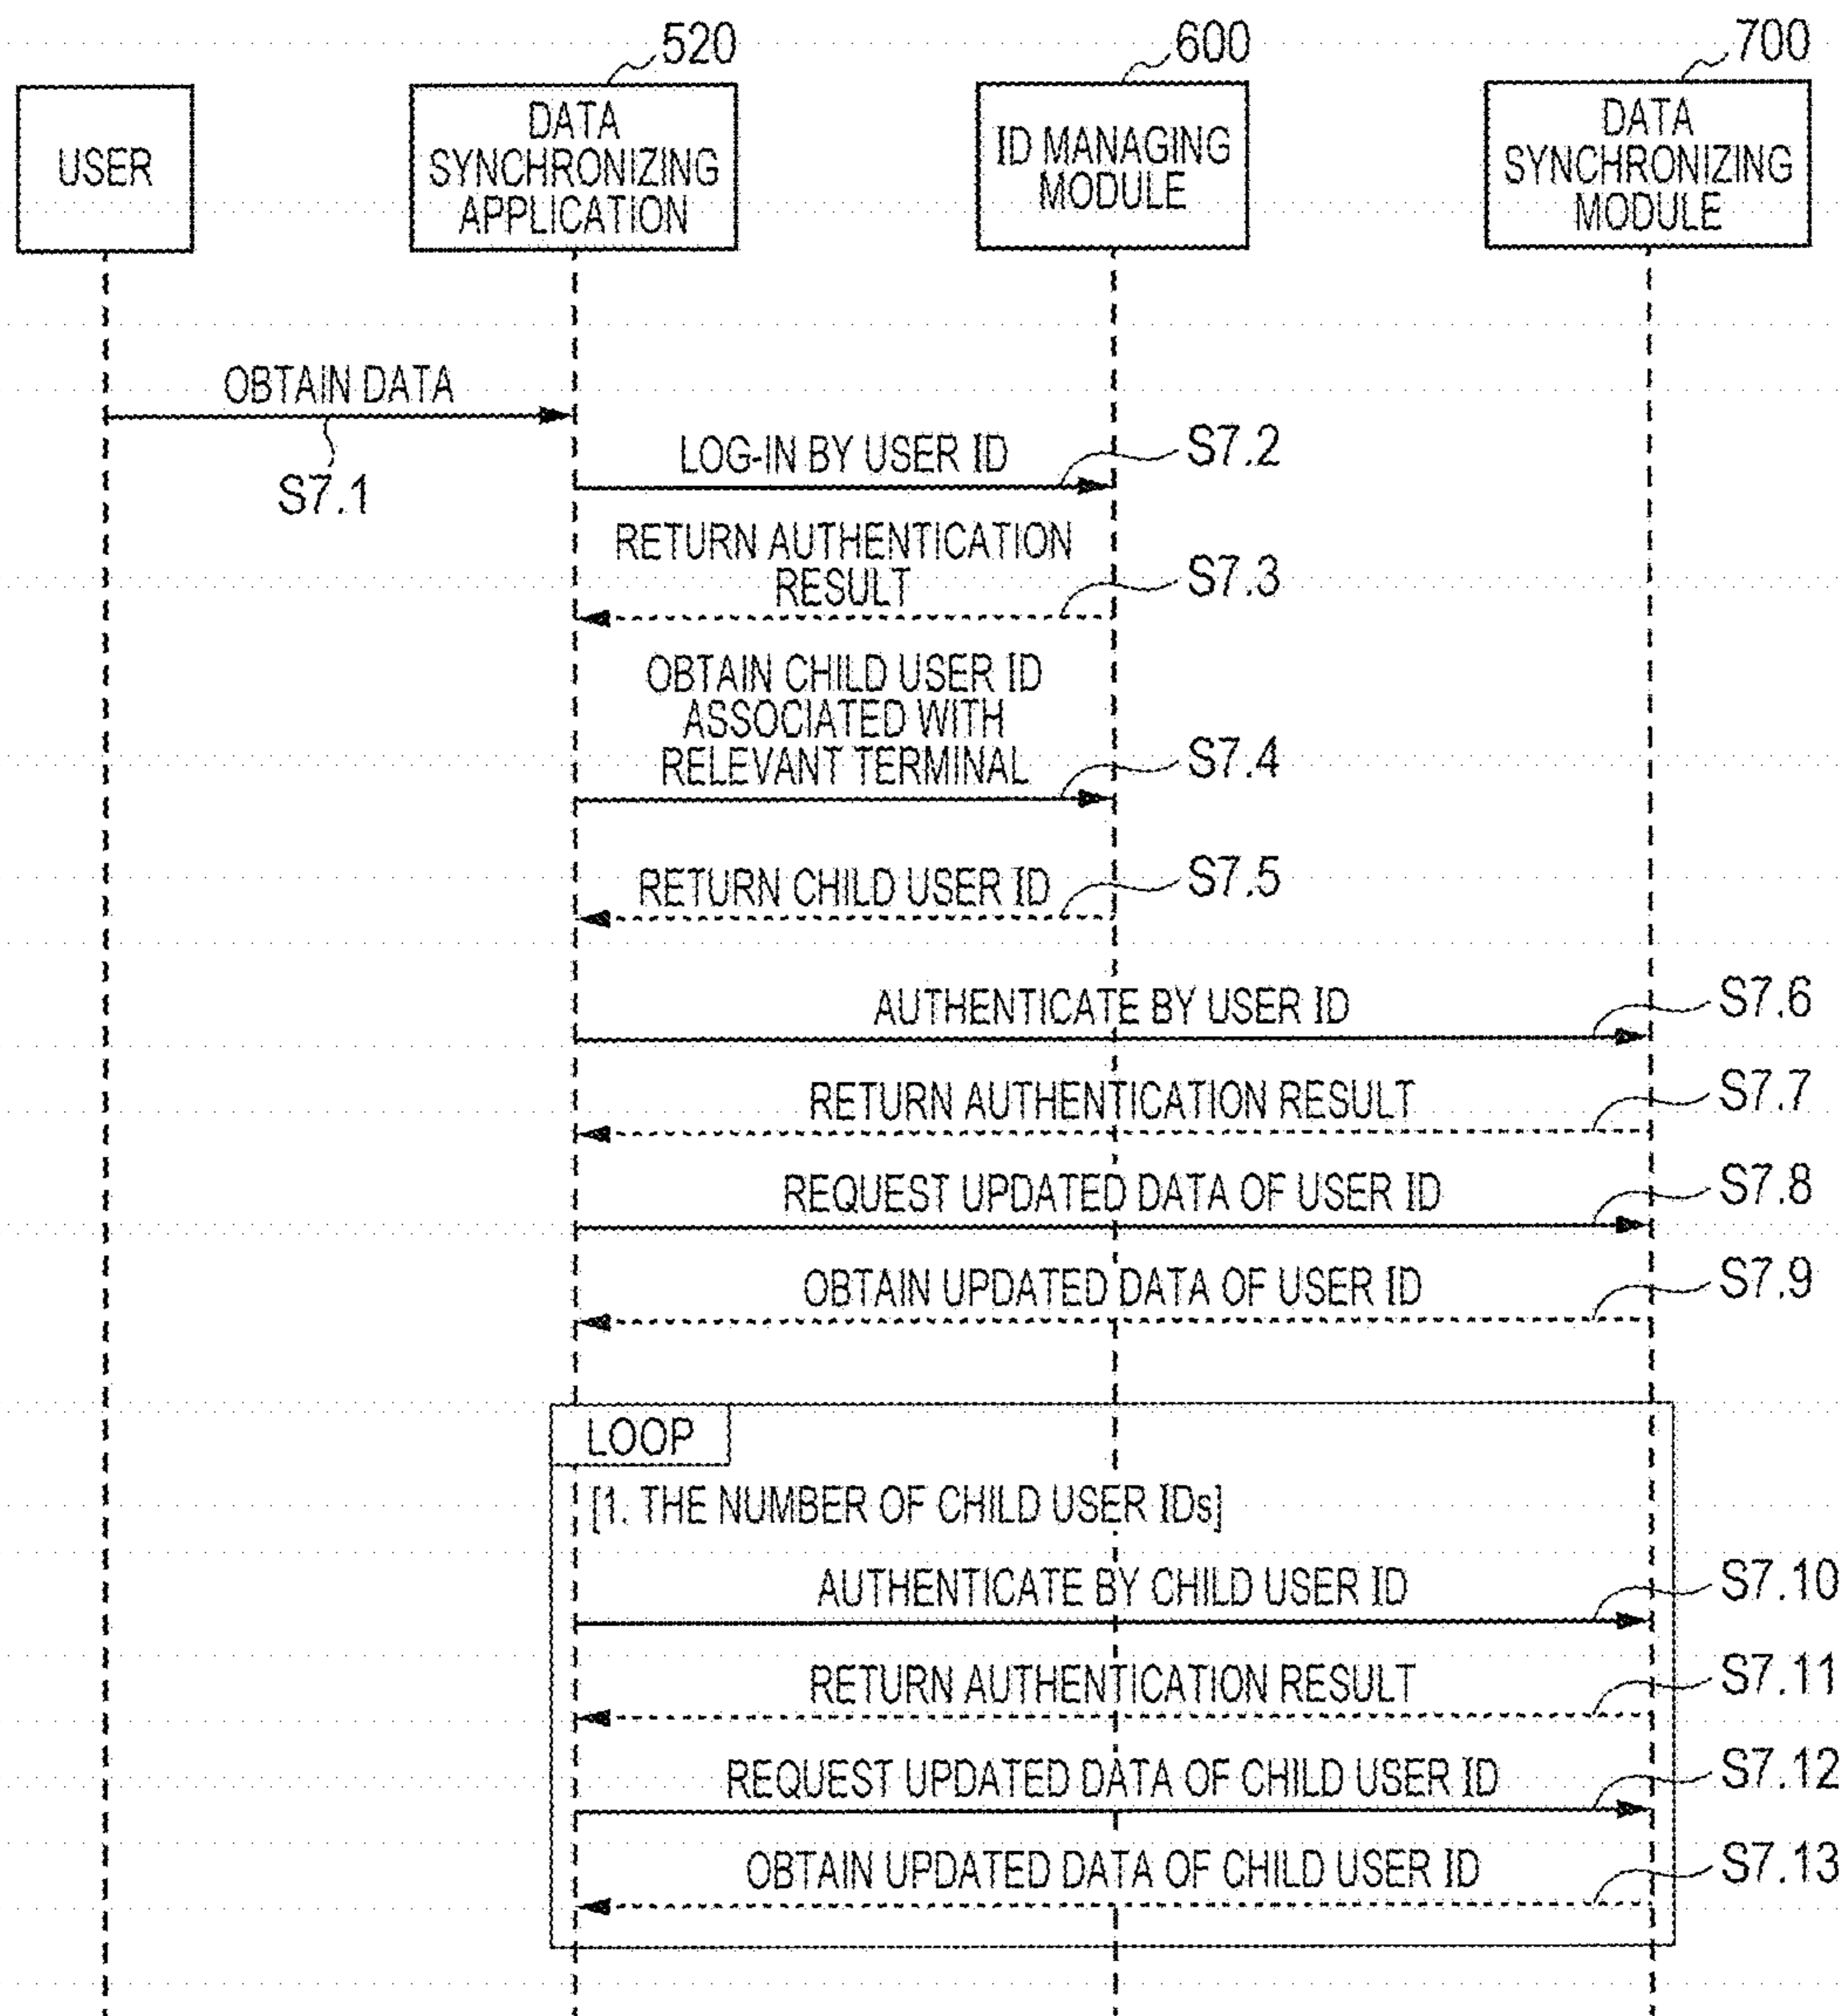 520
600
700
USER
DATA
SYNCHRONIZING
APPLICATION
ID MANAGING
MODULE
DATA
SYNCHRONIZING
MODULE
OBTAIN DATA
S7.1
LOG-IN BY USER ID
S7.2
RETURN AUTHENTICATION
RESULT
S7.3
OBTAIN CHILD USER ID
ASSOCIATED WITH
RELEVANT TERMINAL
S7.4
RETURN CHILD USER ID
S7.5
AUTHENTICATE BY USER ID
S7.6
RETURN AUTHENTICATION RESULT
S7.7
REQUEST UPDATED DATA OF USER ID
S7.8
OBTAIN UPDATED DATA OF USER ID
S7.9
LOOP
[1. THE NUMBER OF CHILD USER IDs]
AUTHENTICATE BY CHILD USER ID
S7.10
RETURN AUTHENTICATION RESULT
S7.11
REQUEST UPDATED DATA OF CHILD USER ID
S7.12
OBTAIN UPDATED DATA OF CHILD USER ID
S7.13